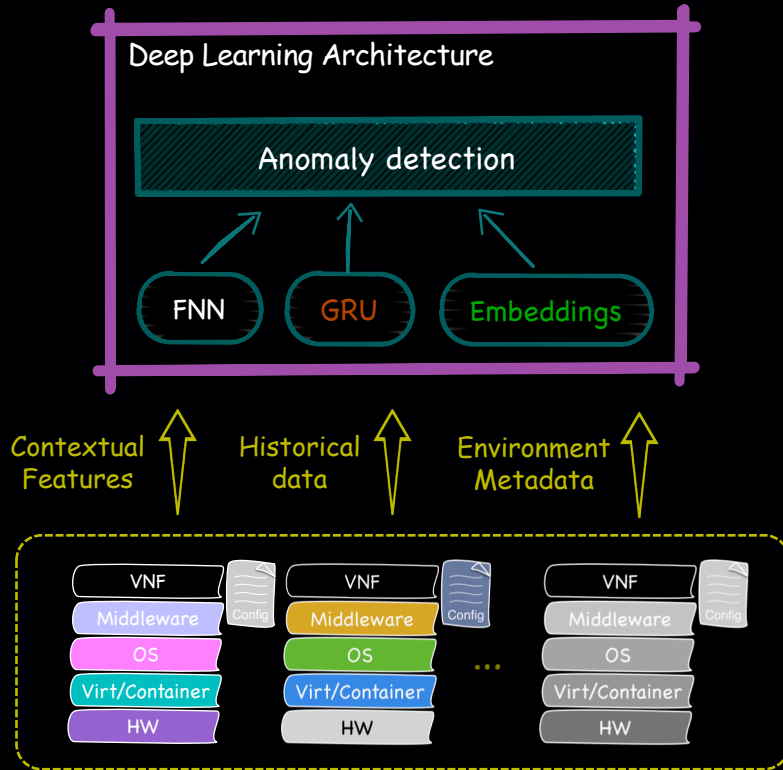 Deep Learning Architecture
Anomaly detection
FNN
GRU
Embeddings
Contextual
Features
Historical
data
Environment
Metadata
VNF
Config
Middleware
OS
Virt/Container
HW
VNF
Config
Middleware
OS
Virt/Container
HW
...
VNF
Config
Middleware
OS
Virt/Container
HW